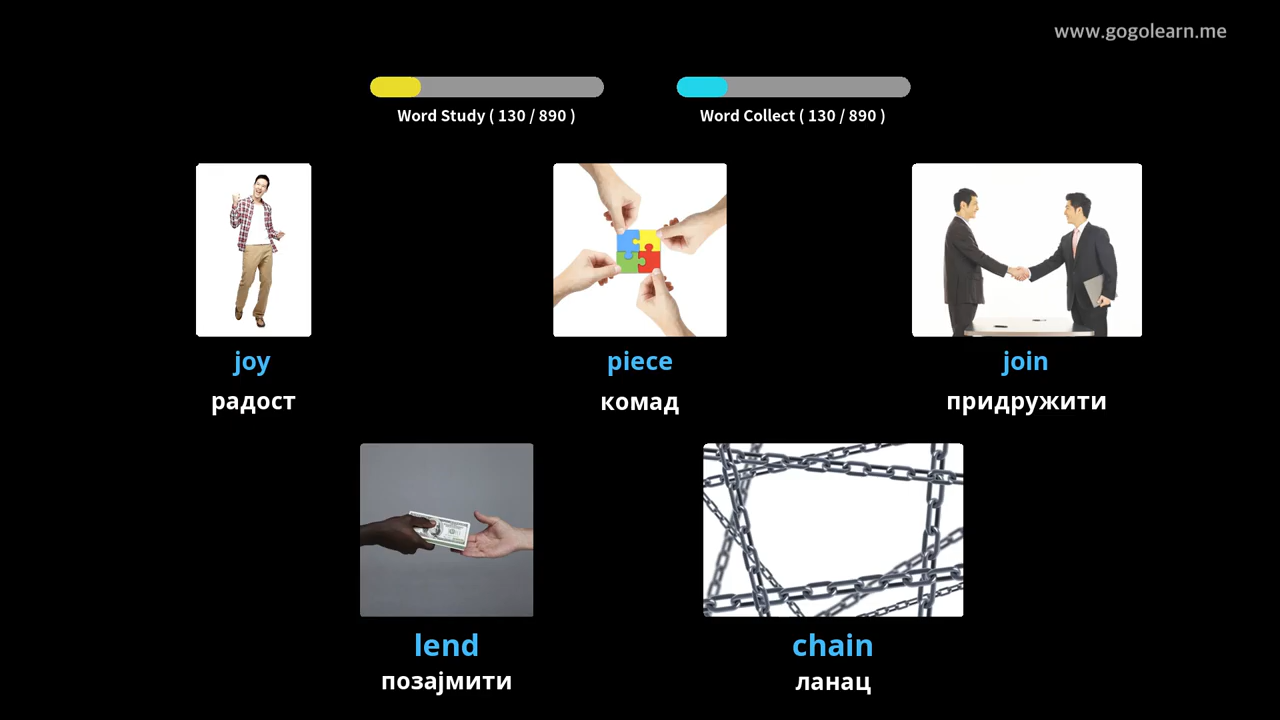 www.gogolearn.me
Word Study ( 130 / 890 )
Word Collect ( 130 / 890 )
joy
радост
piece
комад
join
придружити
lend
позајмити
chain
ланац